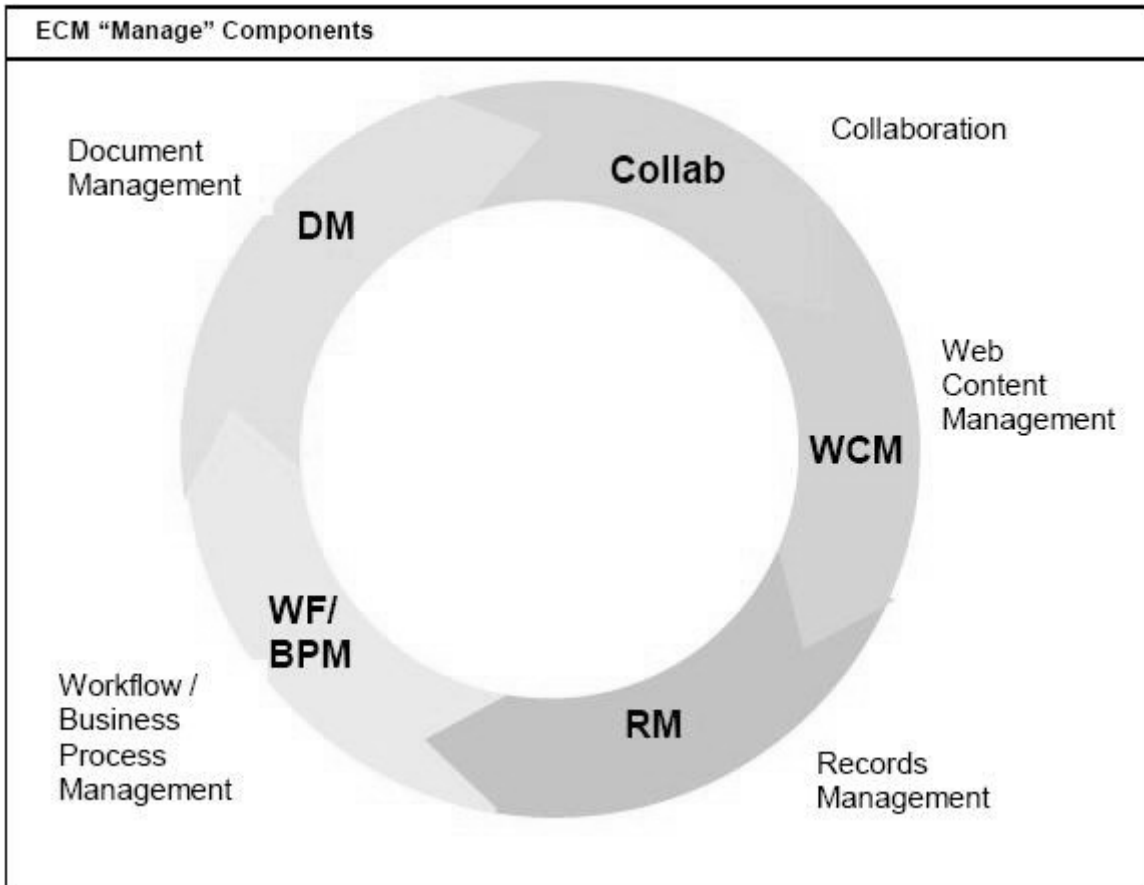 ECM “Manage” Components
Document
Management
DM
Collab
Collaboration
Web
Content
Management
WCM
WF/
BPM
Workflow /
Business
Process
Management
RM
Records
Management